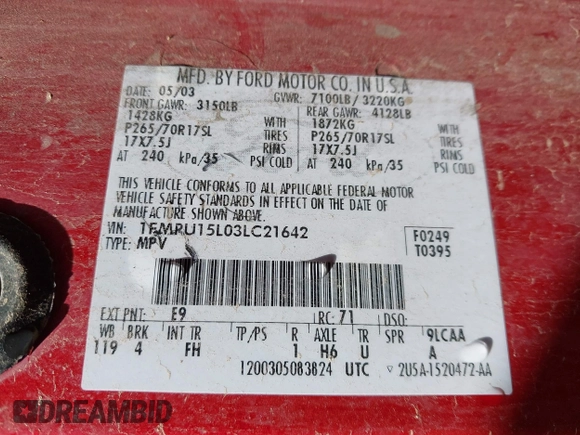 MFD. BY FORD MOTOR CO. IN U.S.A.
DATE: 05/03 GVWR: 7100LB/ 3220KG
FRONT GAWR: 3150LB REAR GAWR: 4128LB
1428KG WITH 1872KG WITH
P265/70R17SL TIRES P265/70R17SL TIRES
17X7.5J RIMS 17X7.5J RIMS
AT 240 kPa/35 PSI COLD AT 240 kPa/35 PSI COLD
THIS VEHICLE CONFORMS TO ALL APPLICABLE FEDERAL MOTOR
VEHICLE SAFETY STANDARDS IN EFFECT ON THE DATE OF
MANUFACTURE SHOWN ABOVE.
VIN: 1FMPU15L03LC21642 F0249
TYPE: MPV T0395
EXT PNT: E9 RC: 71 DSO:
WB BRK INT TR TP/PS R AXLE TR SPR 9LCAA
119 4 FH 1 H6 U A
1200305083824 UTC 2U5A-1520472-AA
DREAMBID